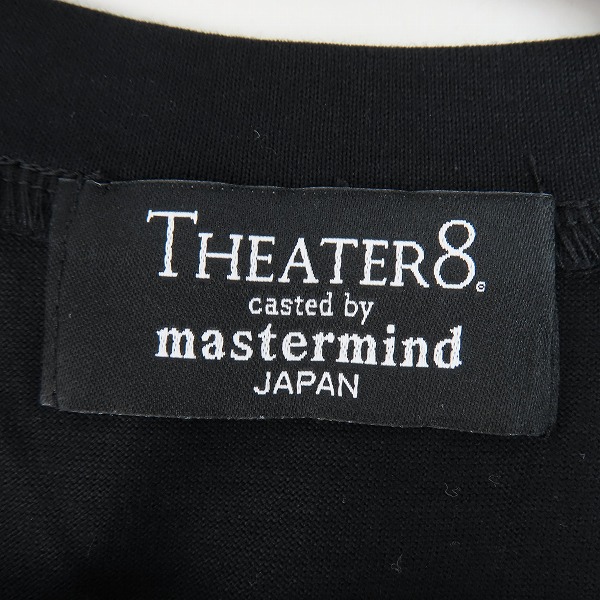 THEATER8®
casted by
mastermind
JAPAN